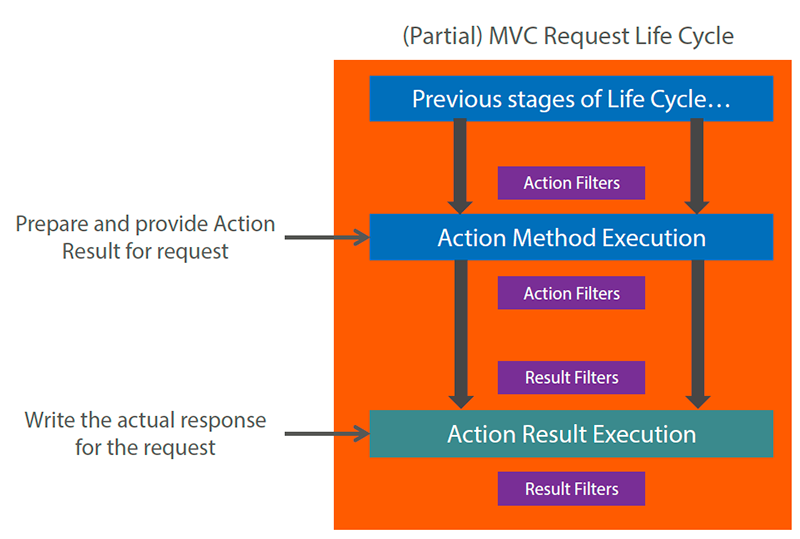 (Partial) MVC Request Life Cycle
Previous stages of Life Cycle...
Action Filters
Prepare and provide Action
Result for request
Action Method Execution
Action Filters
Result Filters
Write the actual response
for the request
Action Result Execution
Result Filters